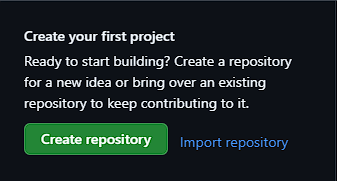 Create your first project
Ready to start building? Create a repository
for a new idea or bring over an existing
repository to keep contributing to it.
Create repository
Import repository